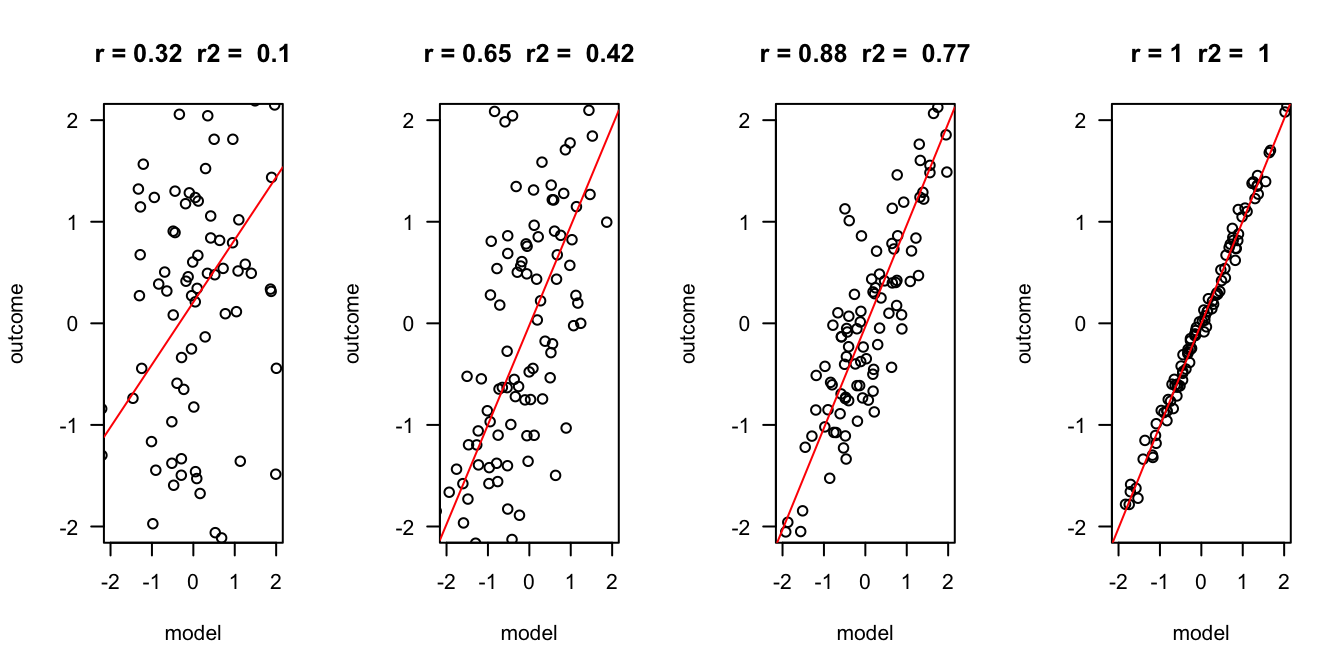 r = 0.32 r2 = 0.1
2
1
0
-1
-2
outcome
-2 -1 0 1 2
model
r = 0.65 r2 = 0.42
2
1
0
-1
-2
outcome
-2 -1 0 1 2
model
r = 0.88 r2 = 0.77
2
1
0
-1
-2
outcome
-2 -1 0 1 2
model
r = 1 r2 = 1
2
1
0
-1
-2
outcome
-2 -1 0 1 2
model